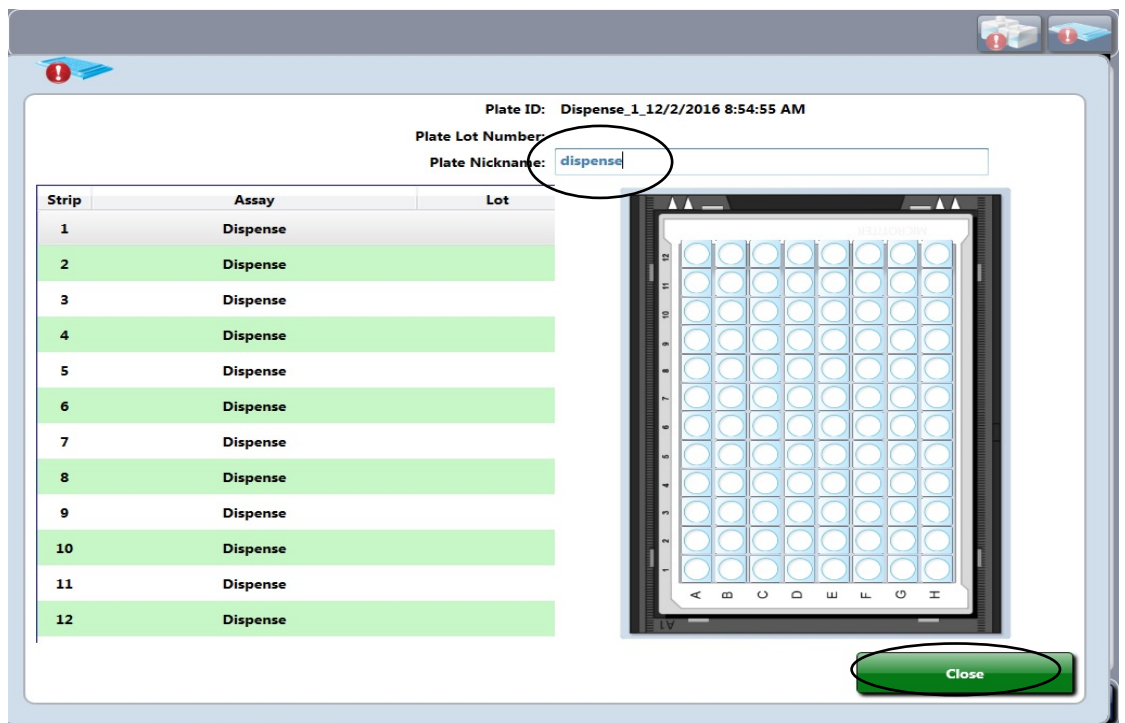 Plate ID: Dispense_1_12/2/2016 8:54:55 AM
Plate Lot Number:
Plate Nickname: dispense
Strip Assay Lot
1 Dispense
2 Dispense
3 Dispense
4 Dispense
5 Dispense
6 Dispense
7 Dispense
8 Dispense
9 Dispense
10 Dispense
11 Dispense
12 Dispense
MICROTITER
12
11
10
9
8
7
6
5
4
3
2
1
A B C D E F G H
A1
Close